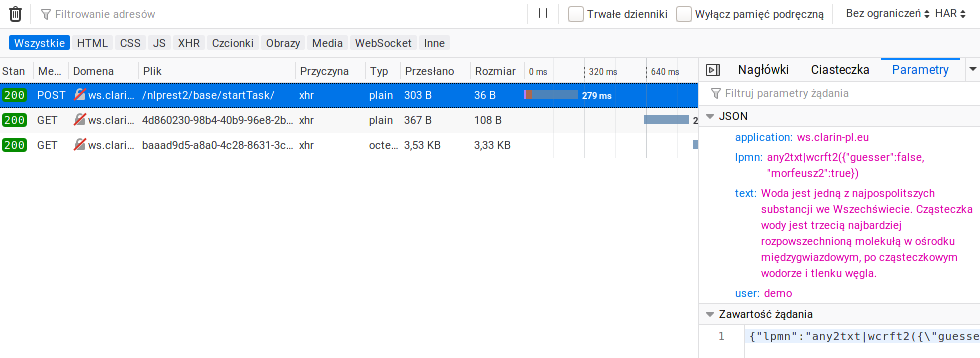 Filtrowanie adresów
Trwałe dzienniki
Wyłącz pamięć podręczną
Bez ograniczeń
HAR
Wszystkie HTML CSS JS XHR Czcionki Obrazy Media WebSocket Inne
Stan Me... Domena Plik Przyczyna Typ Przesłano Rozmiar 0 ms 320 ms 640 ms
200 POST ws.clari... /nlprest2/base/startTask/ xhr plain 303 B 36 B 279 ms
200 GET ws.clari... 4d860230-98b4-40b9-96e8-2b... xhr plain 367 B 108 B 2
200 GET ws.clari... baaad9d5-a8a0-4c28-8631-3c... xhr octe... 3,53 KB 3,33 KB
Nagłówki Ciasteczka Parametry
Filtruj parametry żądania
JSON
application: ws.clarin-pl.eu
lpmn: any2txt|wcrft2({"guesser":false,
"morfeusz2":true})
text: Woda jest jedną z najpospolitszych
substancji we Wszechświecie. Cząsteczka
wody jest trzecią najbardziej
rozpowszechnioną molekułą w ośrodku
międzygwiazdowym, po cząsteczkowym
wodorze i tlenku węgla.
user: demo
Zawartość żądania
1 {"lpmn":"any2txt|wcrft2({\"guesse